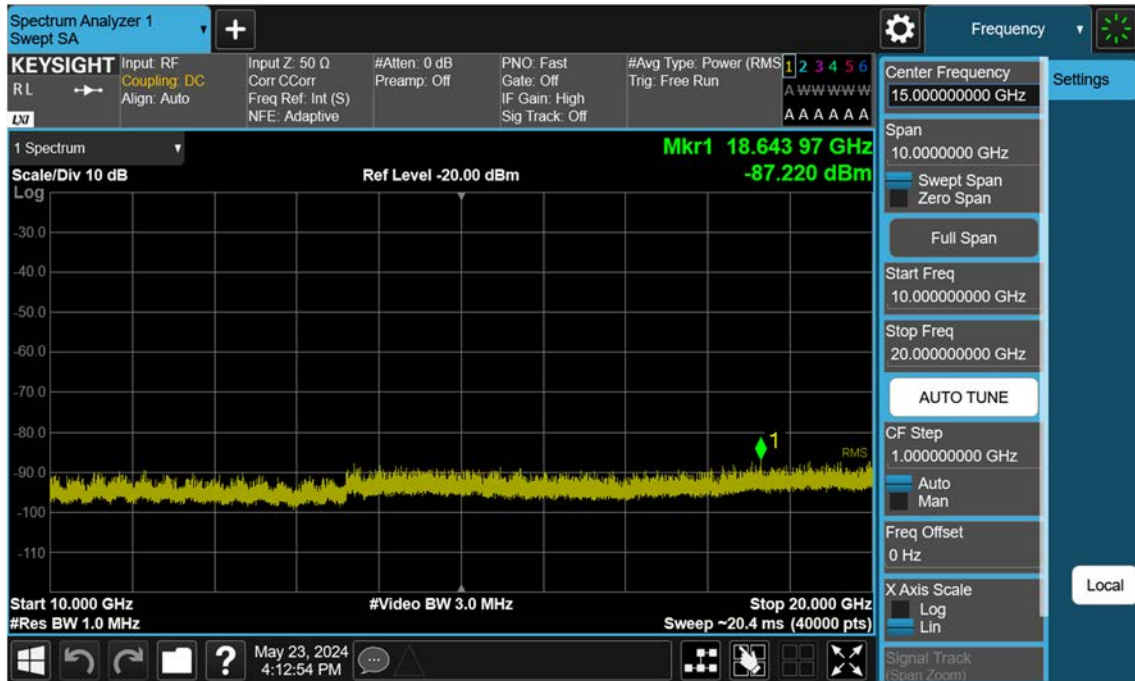 Spectrum Analyzer 1
Swept SA
+
Frequency
KEYSIGHT
R L
LXI
Input: RF
Coupling: DC
Align: Auto
Input Z: 50 Ω
Corr CCorr
Freq Ref: Int (S)
NFE: Adaptive
#Atten: 0 dB
Preamp: Off
PNO: Fast
Gate: Off
IF Gain: High
Sig Track: Off
#Avg Type: Power (RMS
Trig: Free Run
1 2 3 4 5 6
A W W W W W
A A A A A A
1 Spectrum
Mkr1 18.643 97 GHz
Scale/Div 10 dB
Ref Level -20.00 dBm
-87.220 dBm
Log
-30.0
-40.0
-50.0
-60.0
-70.0
-80.0
1
RMS
-90.0
-100
-110
Start 10.000 GHz
#Video BW 3.0 MHz
Stop 20.000 GHz
#Res BW 1.0 MHz
Sweep ~20.4 ms (40000 pts)
?
May 23, 2024
4:12:54 PM
Center Frequency
15.000000000 GHz
Span
10.0000000 GHz
Swept Span
Zero Span
Full Span
Start Freq
10.000000000 GHz
Stop Freq
20.000000000 GHz
AUTO TUNE
CF Step
1.000000000 GHz
Auto
Man
Freq Offset
0 Hz
X Axis Scale
Log
Lin
Signal Track
(Span Zoom)
Settings
Local